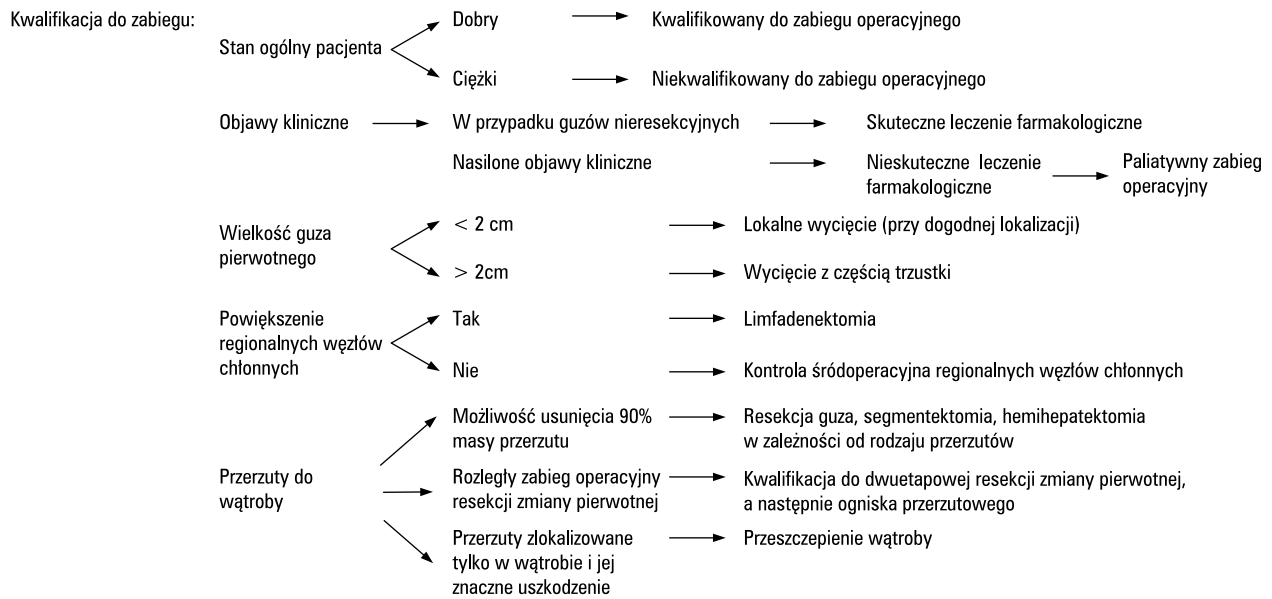 Kwalifikacja do zabiegu:
Stan ogólny pacjenta
Dobry
Kwalifikowany do zabiegu operacyjnego
Ciężki
Niekwalifikowany do zabiegu operacyjnego
Objawy kliniczne
W przypadku guzów nieresekcyjnych
Skuteczne leczenie farmakologiczne
Nasilone objawy kliniczne
Nieskuteczne leczenie
farmakologiczne
Paliatywny zabieg
operacyjny
Wielkość guza
pierwotnego
< 2 cm
Lokalne wycięcie (przy dogodnej lokalizacji)
> 2cm
Wycięcie z częścią trzustki
Powiększenie
regionalnych węzłów
chłonnych
Tak
Limfadenektomia
Nie
Kontrola śródoperacyjna regionalnych węzłów chłonnych
Przerzuty do
wątroby
Możliwość usunięcia 90%
masy przerzutu
Resekcja guza, segmentektomia, hemihepatektomia
w zależności od rodzaju przerzutów
Rozległy zabieg operacyjny
resekcji zmiany pierwotnej
Kwalifikacja do dwuetapowej resekcji zmiany pierwotnej,
a następnie ogniska przerzutowego
Przerzuty zlokalizowane
tylko w wątrobie i jej
znaczne uszkodzenie
Przeszczepienie wątroby